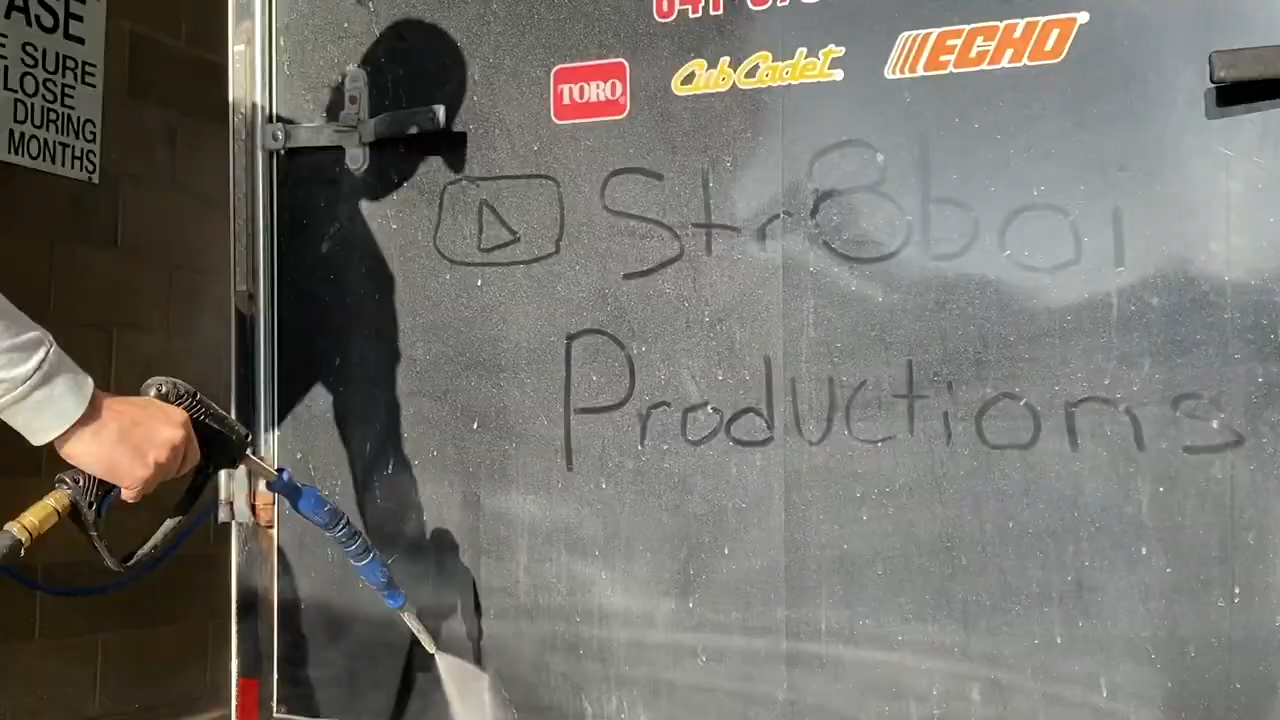 ASE
E SURE
LOSE
DURING
MONTHS
TORO
Cub Cadet
ECHO
Str8boi
Productions